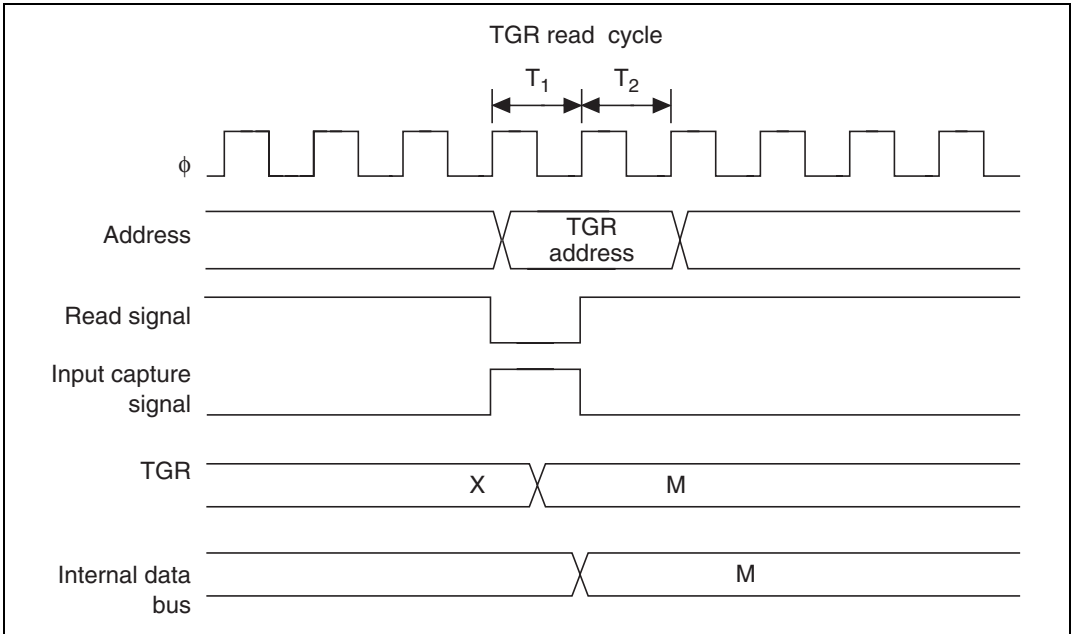 TGR read cycle
T1 T2
ϕ
Address
TGR
address
Read signal
Input capture
signal
TGR
X M
Internal data
bus
M